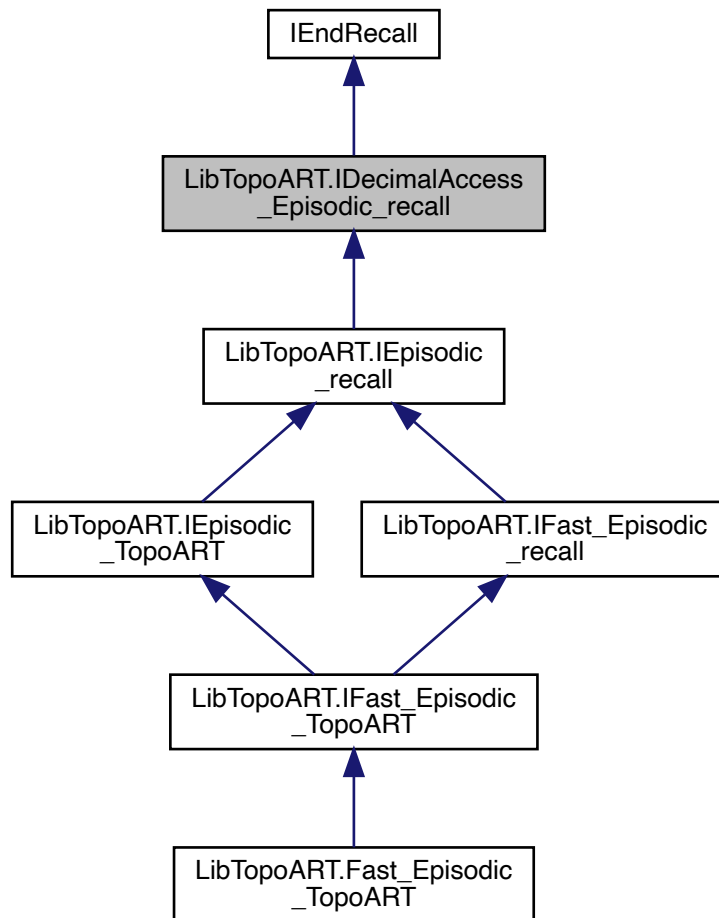 IEndRecall
LibTopoART.IDecimalAccess
_Episodic_recall
LibTopoART.IEpisodic
_recall
LibTopoART.IEpisodic
_TopoART
LibTopoART.IFast_Episodic
_recall
LibTopoART.IFast_Episodic
_TopoART
LibTopoART.Fast_Episodic
_TopoART